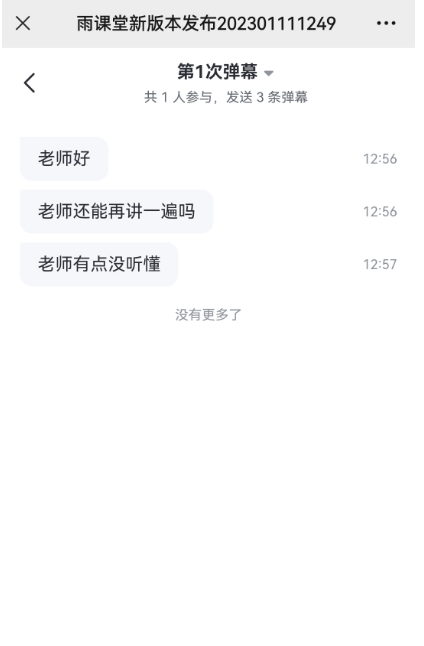 雨课堂新版本发布202301111249
第1次弹幕
共 1 人参与，发送 3 条弹幕
老师好 12:56
老师还能再讲一遍吗 12:56
老师有点没听懂 12:57
没有更多了